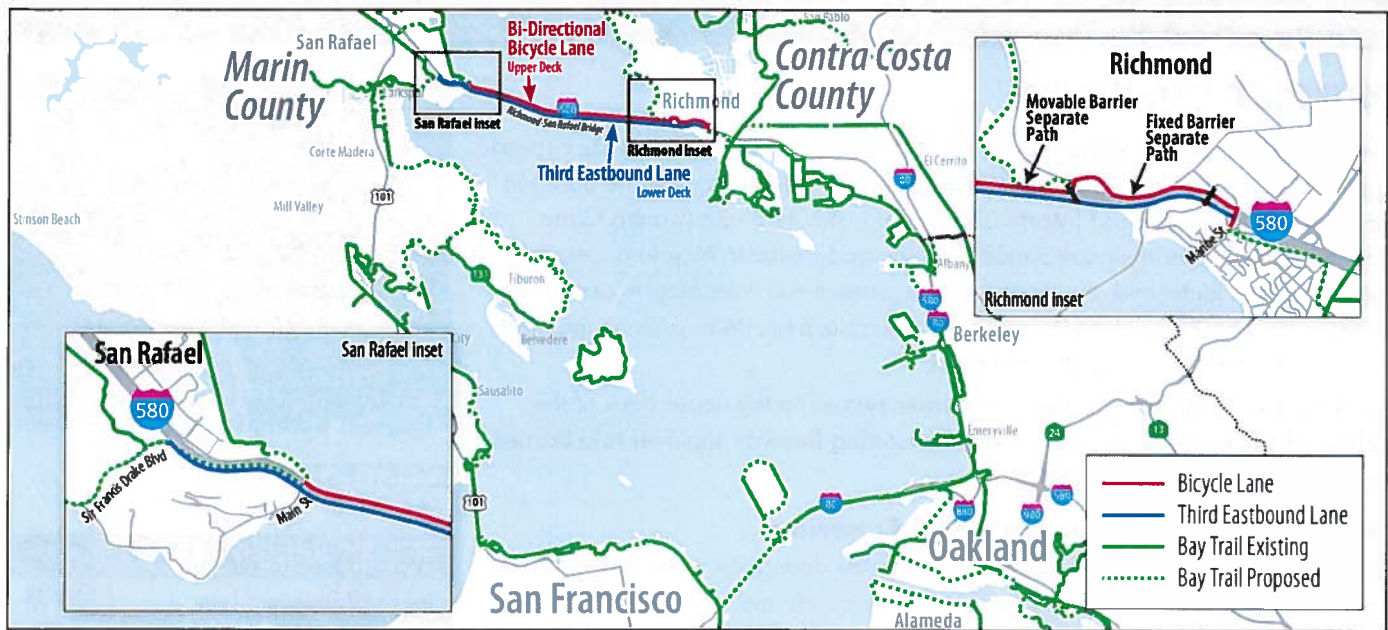 San Rafael
Marin
County
Larkspur
San Rafael inset
Corte Madera
101
Mill Valley
Stinson Beach
131
Tiburon
Belvedere
City
Sausalito
101
Bi-Directional
Bicycle Lane
Upper Deck
580
Richmond-San Rafael Bridge
Third Eastbound Lane
Lower Deck
San Pablo
Contra Costa
County
Richmond
Richmond inset
El Cerrito
80
Albany
580
80
Berkeley
Emeryville
24
13
80
880
980
580
Oakland
Alameda
San Francisco
Richmond
Movable Barrier
Separate
Path
Fixed Barrier
Separate
Path
580
Marine St.
Richmond inset
San Rafael
San Rafael inset
580
Sir Francis Drake Blvd
Main St
Bicycle Lane
Third Eastbound Lane
Bay Trail Existing
Bay Trail Proposed